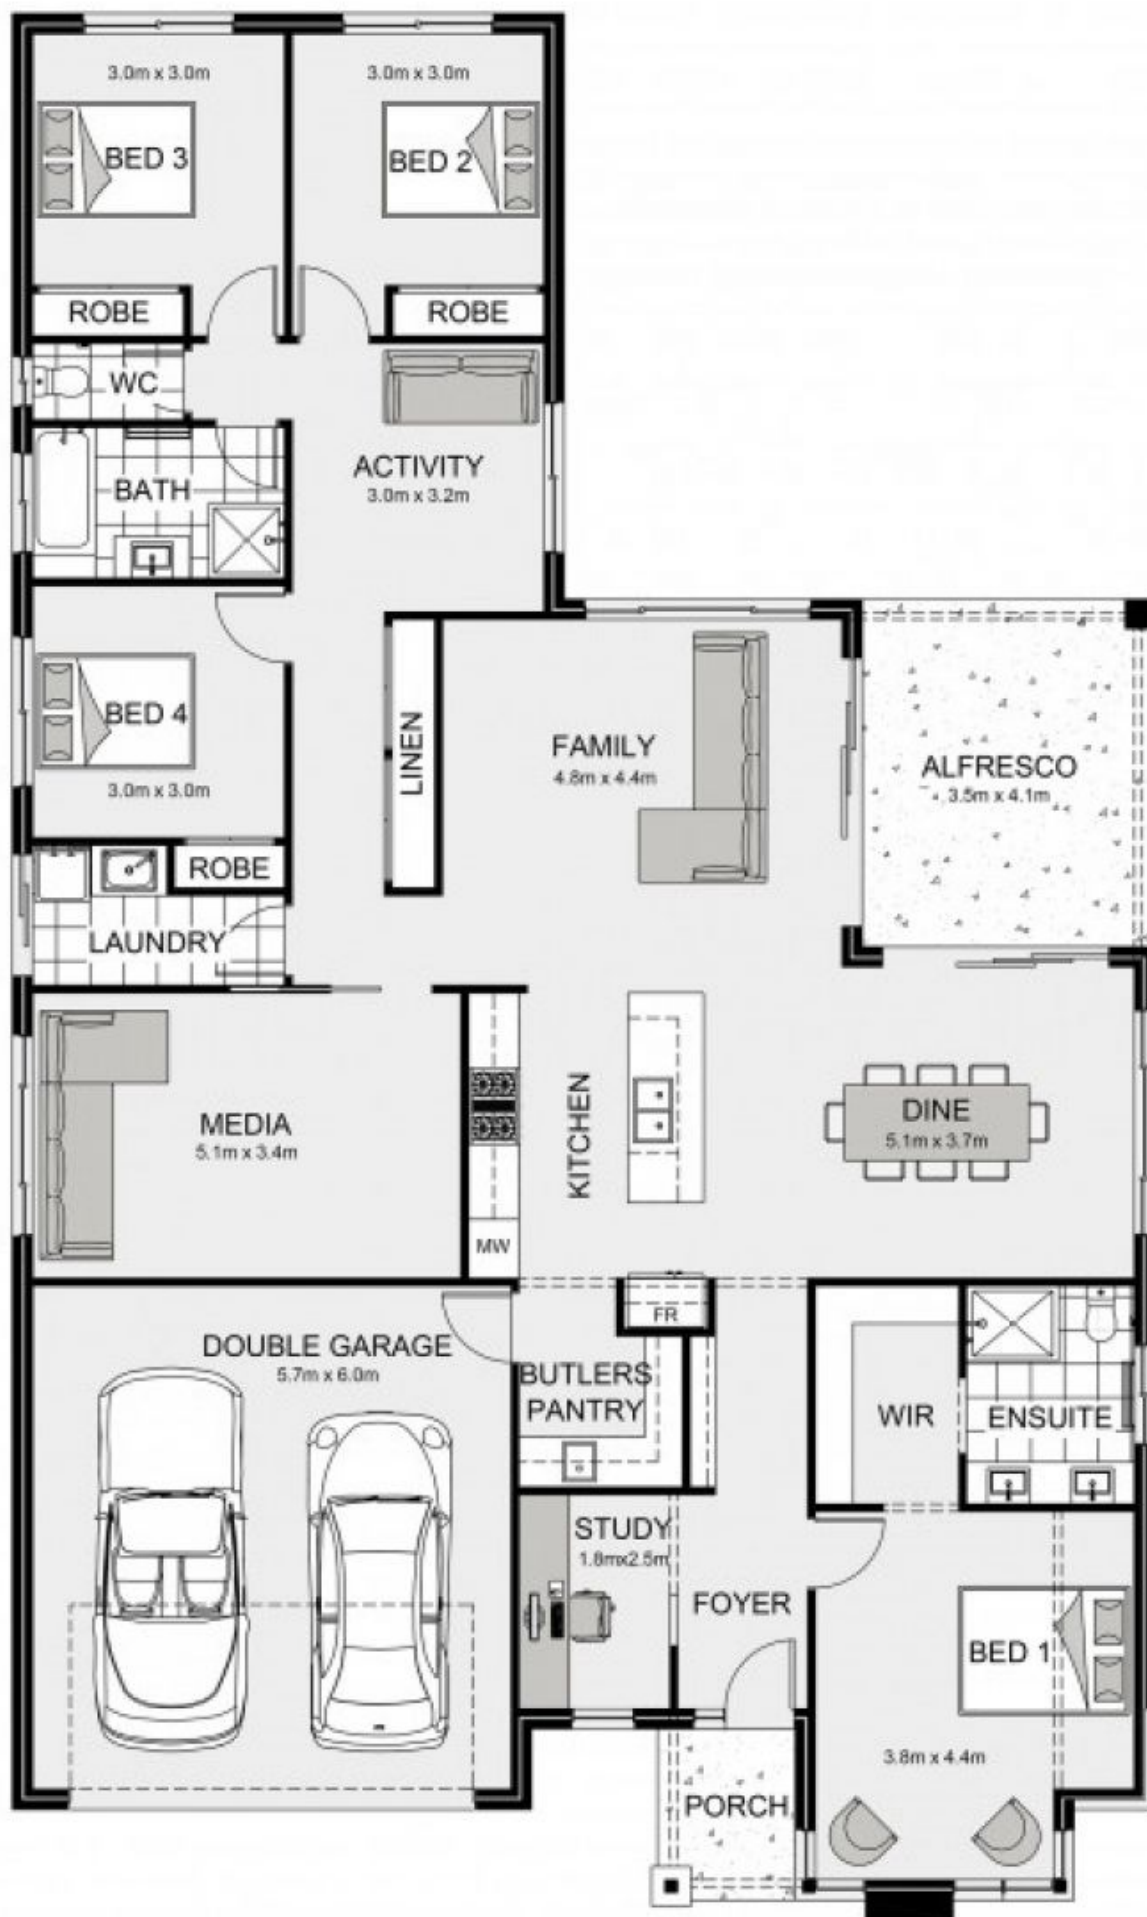 3.0m x 3.0m
BED 3
ROBE
3.0m x 3.0m
BED 2
ROBE
WC
BATH
ACTIVITY
3.0m x 3.2m
BED 4
3.0m x 3.0m
ROBE
LINEN
FAMILY
4.8m x 4.4m
ALFRESCO
3.5m x 4.1m
LAUNDRY
MEDIA
5.1m x 3.4m
KITCHEN
MW
DINE
5.1m x 3.7m
FR
DOUBLE GARAGE
5.7m x 6.0m
BUTLERS
PANTRY
WIR
ENSUITE
STUDY
1.8mx2.5m
FOYER
BED 1
3.8m x 4.4m
PORCH